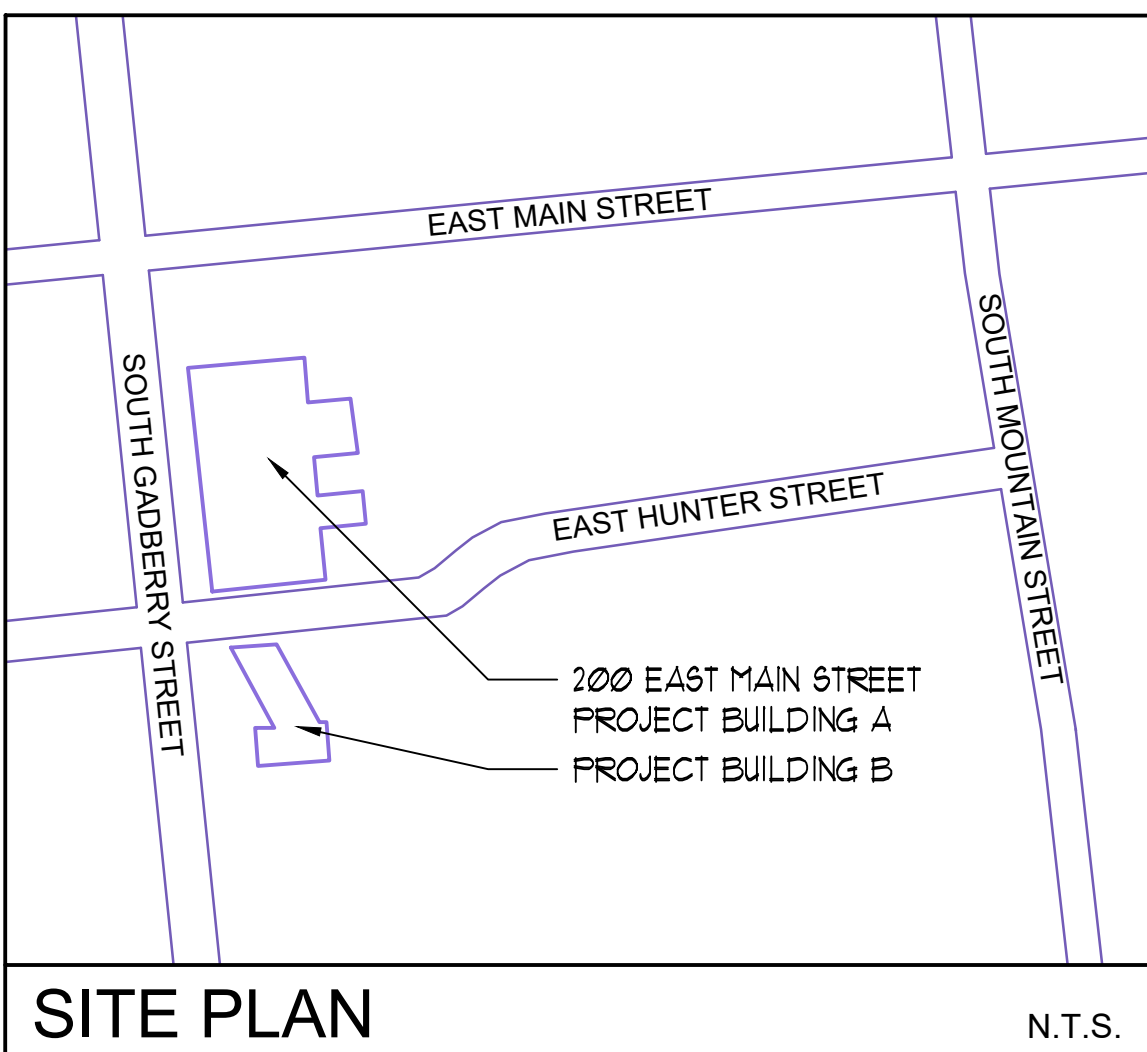 EAST MAIN STREET
SOUTH GADBERRY STREET
SOUTH MOUNTAIN STREET
EAST HUNTER STREET
200 EAST MAIN STREET
PROJECT BUILDING A
PROJECT BUILDING B
SITE PLAN
N.T.S.